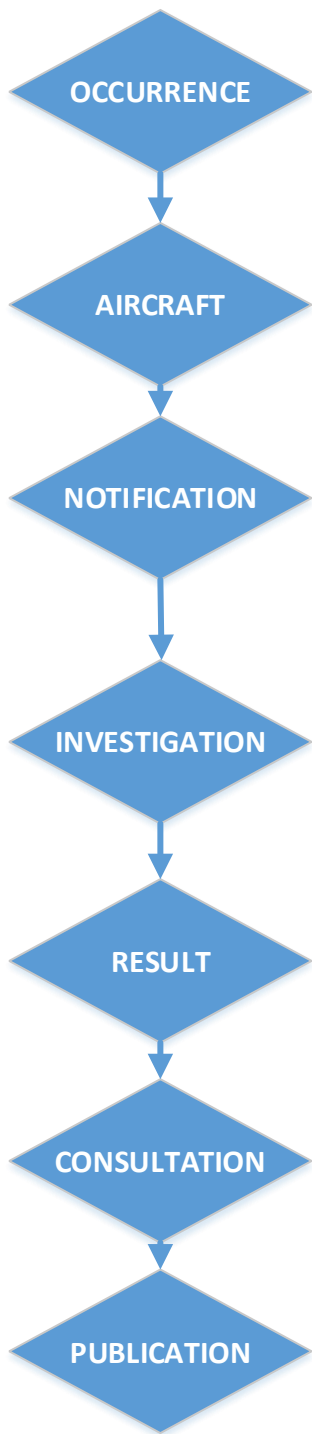 OCCURRENCE
AIRCRAFT
NOTIFICATION
INVESTIGATION
RESULT
CONSULTATION
PUBLICATION